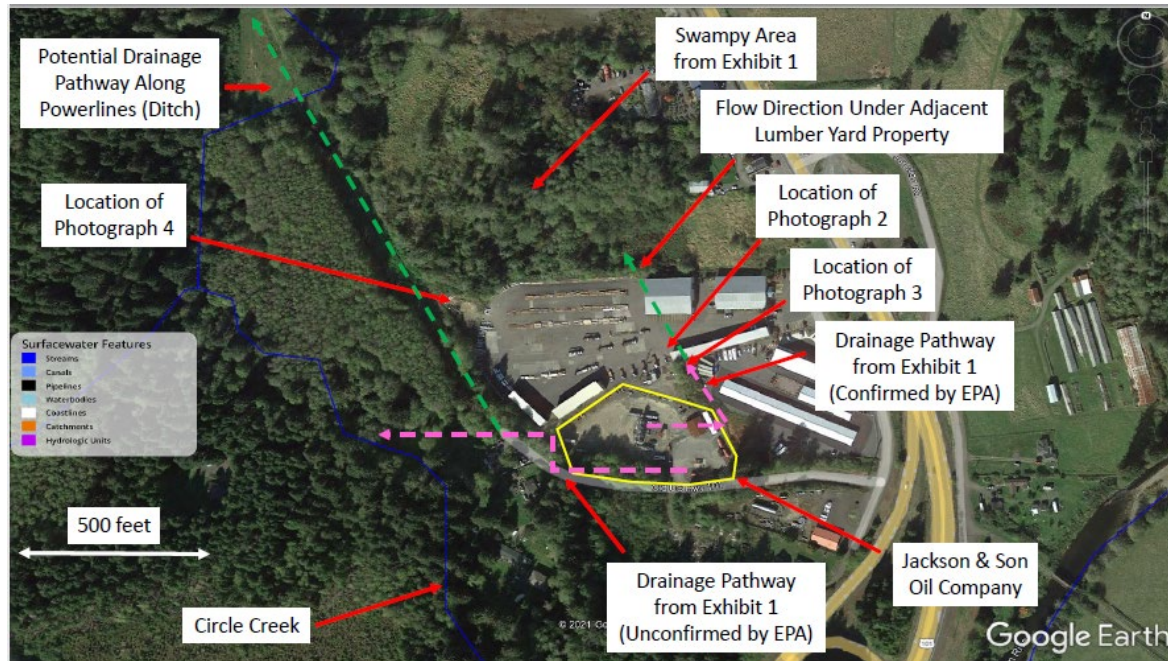 Potential Drainage
Pathway Along
Powerlines (Ditch)
Swampy Area
from Exhibit 1
Flow Direction Under Adjacent
Lumber Yard Property
Location of
Photograph 4
Location of
Photograph 2
Location of
Photograph 3
Drainage Pathway
from Exhibit 1
(Confirmed by EPA)
Surfacewater Features
Streams
Canals
Pipelines
Waterbodies
Coastlines
Catchments
Hydrologic Units
500 feet
Circle Creek
Drainage Pathway
from Exhibit 1
(Unconfirmed by EPA)
Jackson & Son
Oil Company
© 2021
Google Earth